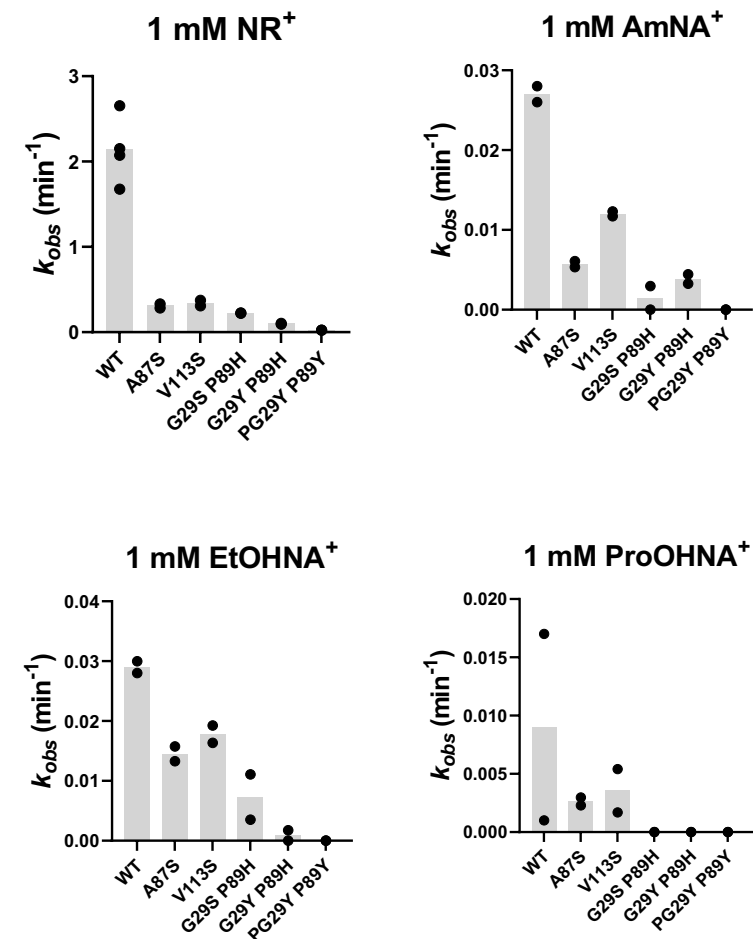 1 mM NR⁺
k_obs (min⁻¹)
3
2
1
0
WT
A87S
V113S
G29S P89H
G29Y P89H
PG29Y P89Y
1 mM AmNA⁺
k_obs (min⁻¹)
0.03
0.02
0.01
0.00
WT
A87S
V113S
G29S P89H
G29Y P89H
PG29Y P89Y
1 mM EtOHNA⁺
k_obs (min⁻¹)
0.04
0.03
0.02
0.01
0.00
WT
A87S
V113S
G29S P89H
G29Y P89H
PG29Y P89Y
1 mM ProOHNA⁺
k_obs (min⁻¹)
0.020
0.015
0.010
0.005
0.000
WT
A87S
V113S
G29S P89H
G29Y P89H
PG29Y P89Y